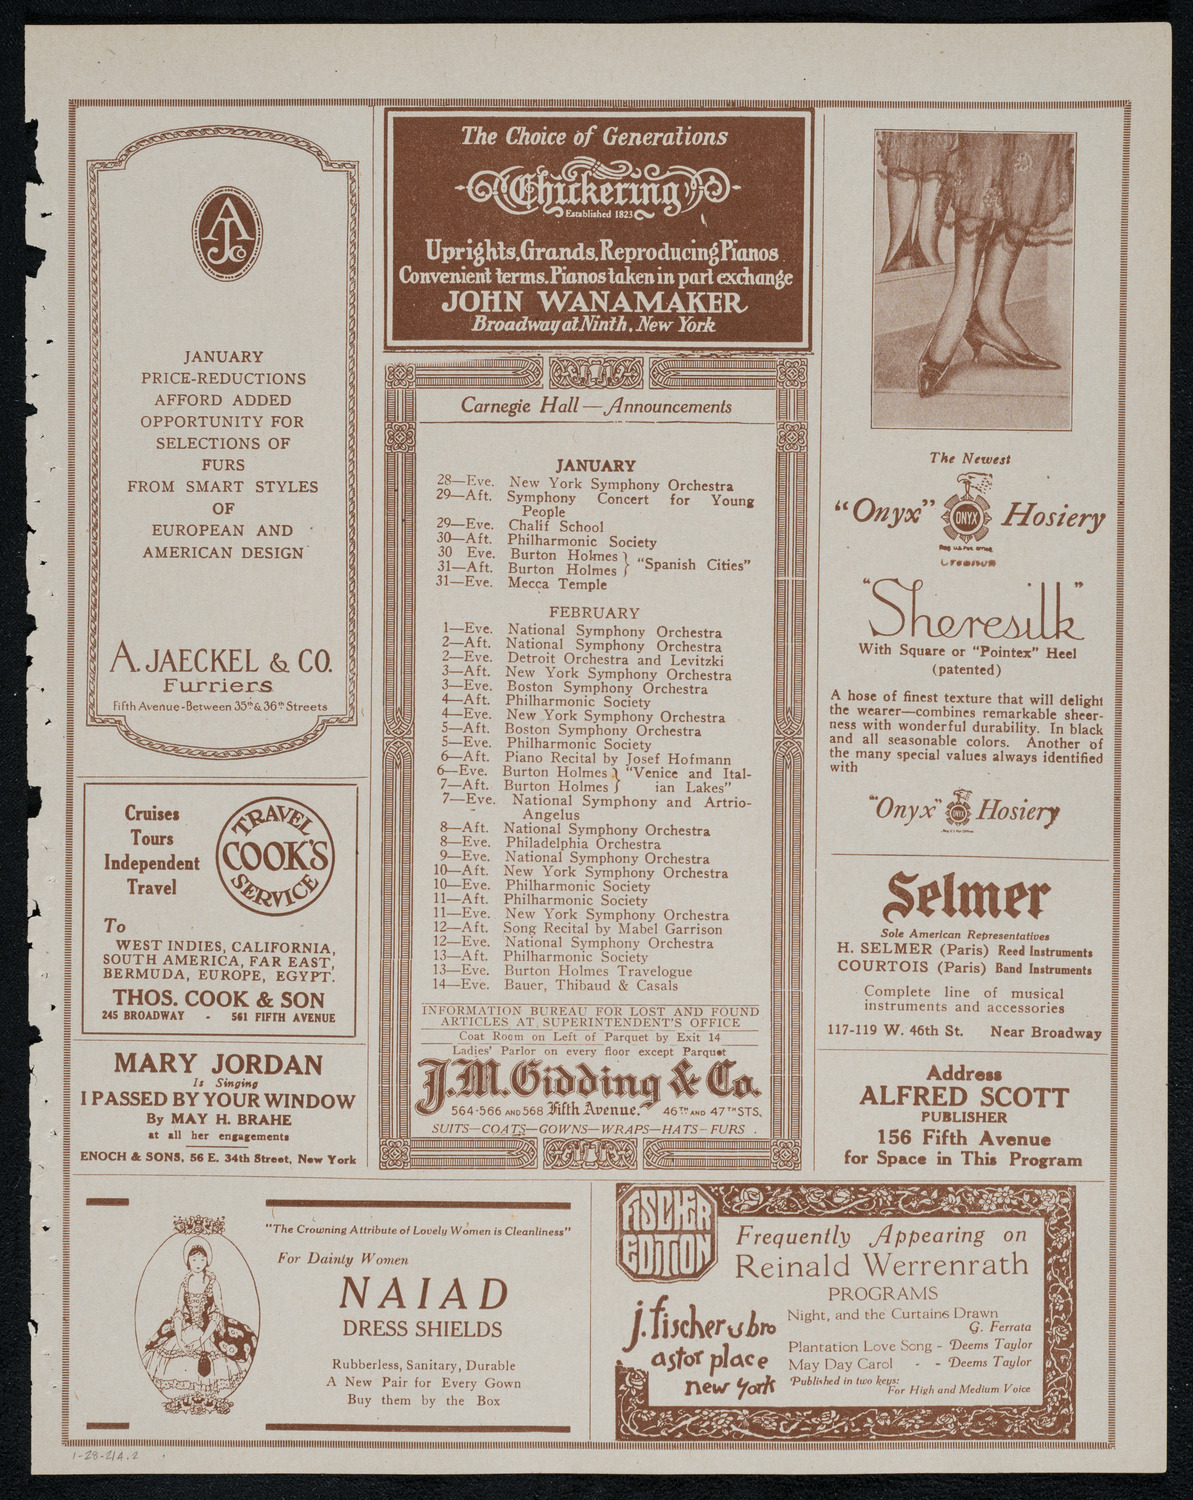 AJCo
JANUARY
PRICE-REDUCTIONS
AFFORD ADDED
OPPORTUNITY FOR
SELECTIONS OF
FURS
FROM SMART STYLES
OF
EUROPEAN AND
AMERICAN DESIGN
A. JAECKEL & CO.
Furriers
Fifth Avenue - Between 35th & 36th Streets
Cruises
Tours
Independent
Travel
TRAVEL
COOK'S
SERVICE
To
WEST INDIES, CALIFORNIA,
SOUTH AMERICA, FAR EAST,
BERMUDA, EUROPE, EGYPT.
THOS. COOK & SON
245 BROADWAY - 561 FIFTH AVENUE
MARY JORDAN
Is Singing
I PASSED BY YOUR WINDOW
By MAY H. BRAHE
at all her engagements
ENOCH & SONS, 56 E. 34th Street, New York
The Choice of Generations
Chickering
Established 1823
Uprights, Grands, Reproducing Pianos
Convenient terms. Pianos taken in part exchange
JOHN WANAMAKER
Broadway at Ninth, New York
Carnegie Hall — Announcements
JANUARY
28—Eve. New York Symphony Orchestra
29—Aft. Symphony Concert for Young
People
29—Eve. Chalif School
30—Aft. Philharmonic Society
30 Eve. Burton Holmes } "Spanish Cities"
31—Aft. Burton Holmes
31—Eve. Mecca Temple
FEBRUARY
1—Eve. National Symphony Orchestra
2—Aft. National Symphony Orchestra
2—Eve. Detroit Orchestra and Levitzki
3—Aft. New York Symphony Orchestra
3—Eve. Boston Symphony Orchestra
4—Aft. Philharmonic Society
4—Eve. New York Symphony Orchestra
5—Aft. Boston Symphony Orchestra
5—Eve. Philharmonic Society
6—Aft. Piano Recital by Josef Hofmann
6—Eve. Burton Holmes } "Venice and Ital-
7—Aft. Burton Holmes } ian Lakes"
7—Eve. National Symphony and Artrio-
Angelus
8—Aft. National Symphony Orchestra
8—Eve. Philadelphia Orchestra
9—Eve. National Symphony Orchestra
10—Aft. New York Symphony Orchestra
10—Eve. Philharmonic Society
11—Aft. Philharmonic Society
11—Eve. New York Symphony Orchestra
12—Aft. Song Recital by Mabel Garrison
12—Eve. National Symphony Orchestra
13—Aft. Philharmonic Society
13—Eve. Burton Holmes Travelogue
14—Eve. Bauer, Thibaud & Casals
INFORMATION BUREAU FOR LOST AND FOUND
ARTICLES AT SUPERINTENDENT'S OFFICE
Coat Room on Left of Parquet by Exit 14
Ladies' Parlor on every floor except Parquet
J. M. Gidding & Co.
564-566 AND 568 Fifth Avenue. 46TH AND 47TH STS.
SUITS—COATS—GOWNS—WRAPS—HATS—FURS.
The Newest
"Onyx" ONYX Hosiery
Reg. U.S. Pat. Office
"Sheresilk"
With Square or "Pointex" Heel
(patented)
A hose of finest texture that will delight
the wearer—combines remarkable sheer-
ness with wonderful durability. In black
and all seasonable colors. Another of
the many special values always identified
with
"Onyx" ONYX Hosiery
Selmer
Sole American Representatives
H. SELMER (Paris) Reed Instruments
COURTOIS (Paris) Band Instruments
Complete line of musical
instruments and accessories
117-119 W. 46th St. Near Broadway
Address
ALFRED SCOTT
PUBLISHER
156 Fifth Avenue
for Space in This Program
"The Crowning Attribute of Lovely Women is Cleanliness"
For Dainty Women
NAIAD
DRESS SHIELDS
Rubberless, Sanitary, Durable
A New Pair for Every Gown
Buy them by the Box
FISCHER
EDITION
j. fischer & bro
astor place
new york
Frequently Appearing on
Reinald Werrenrath
PROGRAMS
Night, and the Curtains Drawn
G. Ferrata
Plantation Love Song - Deems Taylor
May Day Carol - - Deems Taylor
Published in two keys:
For High and Medium Voice
1-28-21A.2